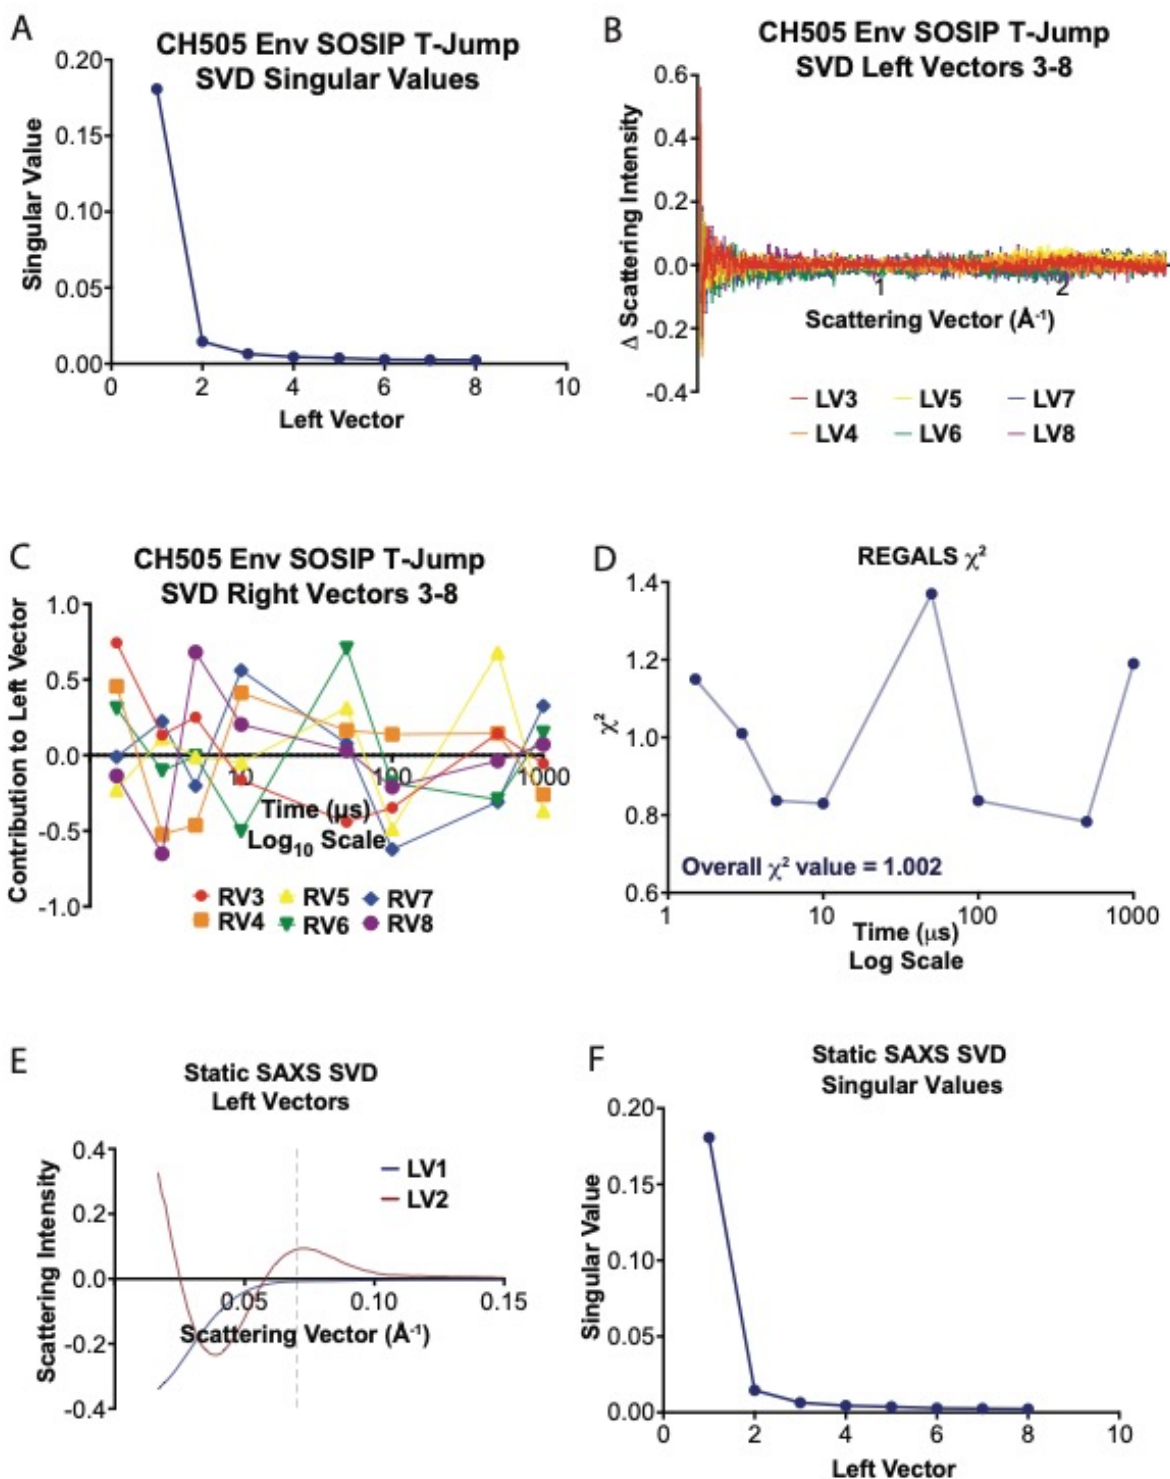 A
CH505 Env SOSIP T-Jump
SVD Singular Values
Singular Value
0.20
0.15
0.10
0.05
0.00
0 2 4 6 8 10
Left Vector
B
CH505 Env SOSIP T-Jump
SVD Left Vectors 3-8
Δ Scattering Intensity
0.6
0.4
0.2
0.0
-0.2
-0.4
1 2
Scattering Vector (Å⁻¹)
LV3 LV5 LV7
LV4 LV6 LV8
C
CH505 Env SOSIP T-Jump
SVD Right Vectors 3-8
Contribution to Left Vector
1.0
0.5
0.0
-0.5
-1.0
10 100 1000
Time (μs)
Log₁₀ Scale
RV3 RV5 RV7
RV4 RV6 RV8
D
REGALS χ²
χ²
1.4
1.2
1.0
0.8
0.6
Overall χ² value = 1.002
1 10 100 1000
Time (μs)
Log Scale
E
Static SAXS SVD
Left Vectors
Scattering Intensity
0.4
0.2
0.0
-0.2
-0.4
LV1
LV2
0.05 0.10 0.15
Scattering Vector (Å⁻¹)
F
Static SAXS SVD
Singular Values
Singular Value
0.20
0.15
0.10
0.05
0.00
0 2 4 6 8 10
Left Vector